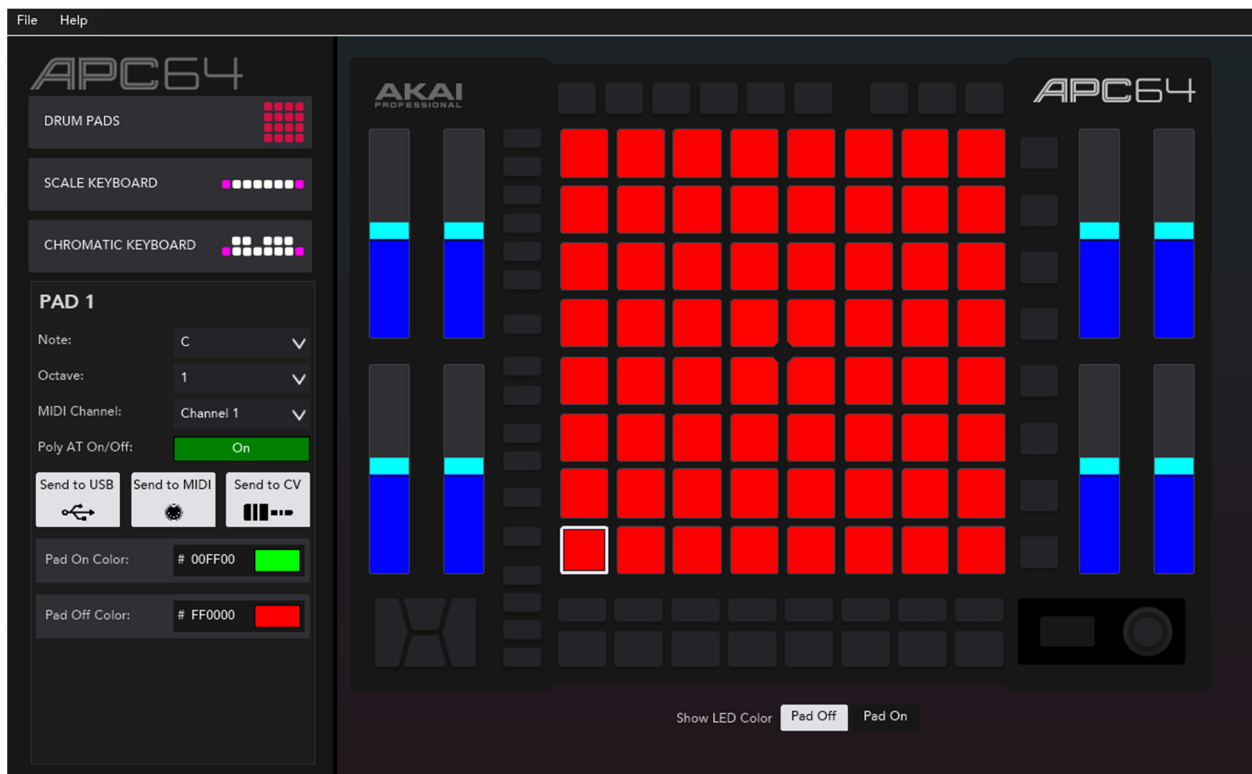 File Help
APC64
DRUM PADS
SCALE KEYBOARD
CHROMATIC KEYBOARD
PAD 1
Note: C
Octave: 1
MIDI Channel: Channel 1
Poly AT On/Off: On
Send to USB Send to MIDI Send to CV
Pad On Color: # 00FF00
Pad Off Color: # FF0000
AKAI
PROFESSIONAL
APC64
Show LED Color Pad Off Pad On